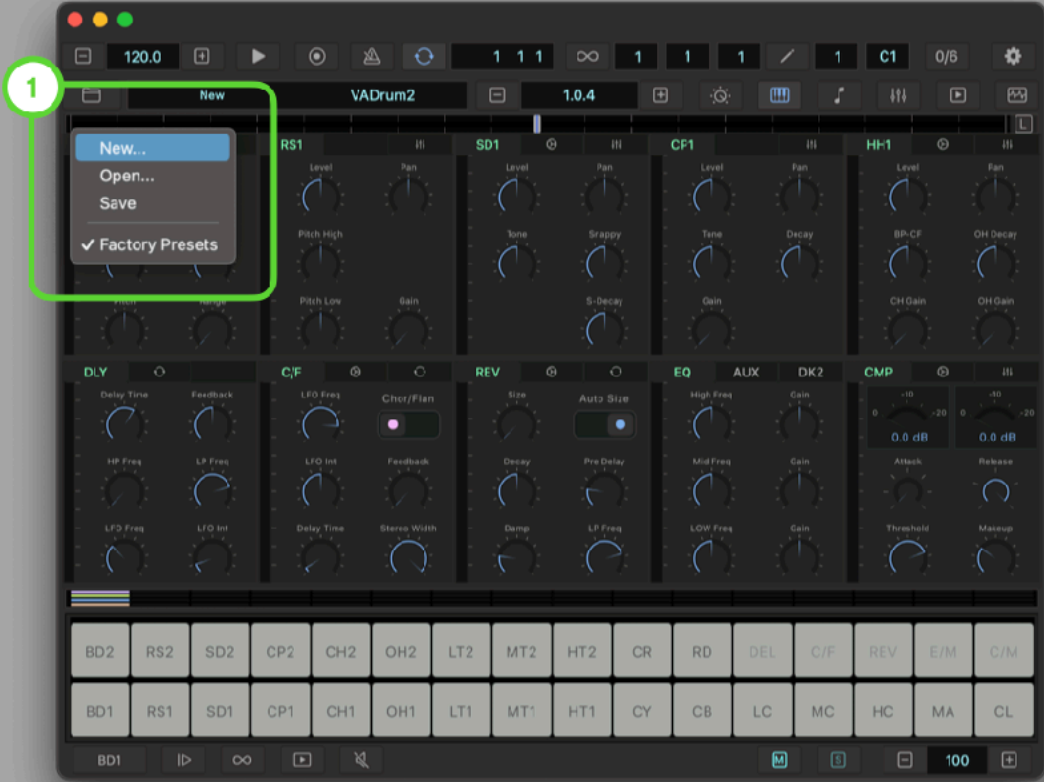 120.0 1 1 1 1 1 1 1 C1 0/6
1
New VADrum2 1.0.4
L
New...
Open...
Save
Factory Presets
RS1 SD1 CP1 HH1
Level Pan Level Pan Level Pan Level Pan
Pitch High Tone Snappy Tone Decay BP-CF OH Decay
Pitch Range Pitch Low Gain S-Decay Gain CH Gain OH Gain
DLY C/F REV EQ AUX DK2 CMP
Delay Time Feedback LFO Freq Chor/Flan Size Auto Size High Freq Gain -10 -10
0 -20 0 -20
0.0 dB 0.0 dB
HP Freq LP Freq LFO Int Feedback Decay Pre Delay Mid Freq Gain Attack Release
LFO Freq LFO Int Delay Time Stereo Width Damp LP Freq LOW Freq Gain Threshold Makeup
BD2 RS2 SD2 CP2 CH2 OH2 LT2 MT2 HT2 CR RD DEL C/F REV E/M C/M
BD1 RS1 SD1 CP1 CH1 OH1 LT1 MT1 HT1 CY CB LC MC HC MA CL
BD1 M S 100